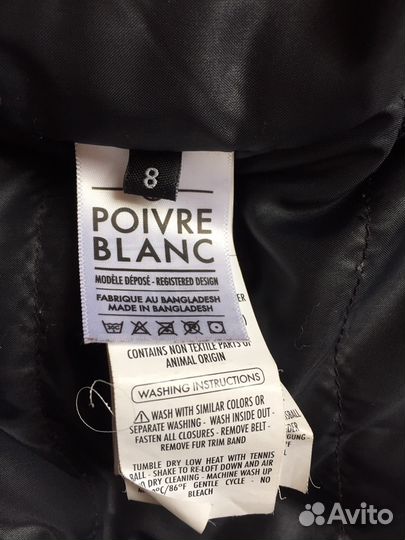 8
POIVRE
BLANC
MODÈLE DÉPOSÉ - REGISTERED DESIGN
FABRIQUE AU BANGLADESH
MADE IN BANGLADESH
CONTAINS NON TEXTILE PARTS OF
ANIMAL ORIGIN
WASHING INSTRUCTIONS
WASH WITH SIMILAR COLORS OR
SEPARATE WASHING - WASH INSIDE OUT -
FASTEN ALL CLOSURES - REMOVE BELT -
REMOVE FUR TRIM BAND
TUMBLE DRY LOW HEAT WITH TENNIS
BALL - SHAKE TO RE-LOFT DOWN AND AIR
DRY CLEANING - MACHINE WASH UP
/86°F GENTLE CYCLE - NO
BLEACH
Avito